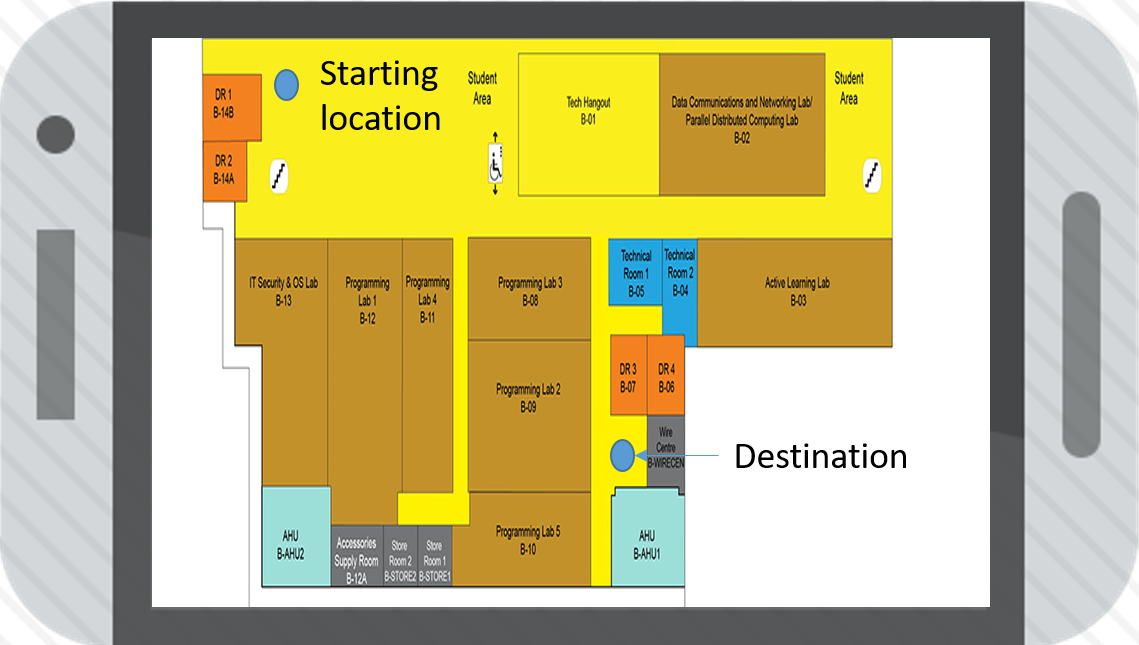 Starting
location
DR 1
B-14B
DR 2
B-14A
Student
Area
Tech Hangout
B-01
Data Communications and Networking Lab/
Parallel Distributed Computing Lab
B-02
Student
Area
IT Security & OS Lab
B-13
Programming
Lab 1
B-12
Programming
Lab 4
B-11
Programming Lab 3
B-08
Technical
Room 1
B-05
Technical
Room 2
B-04
Active Learning Lab
B-03
Programming Lab 2
B-09
DR 3
B-07
DR 4
B-06
Wire
Centre
B-WIRECEN
Destination
AHU
B-AHU2
Accessories
Supply Room
B-12A
Store
Room 2
B-STORE2
Store
Room 1
B-STORE1
Programming Lab 5
B-10
AHU
B-AHU1